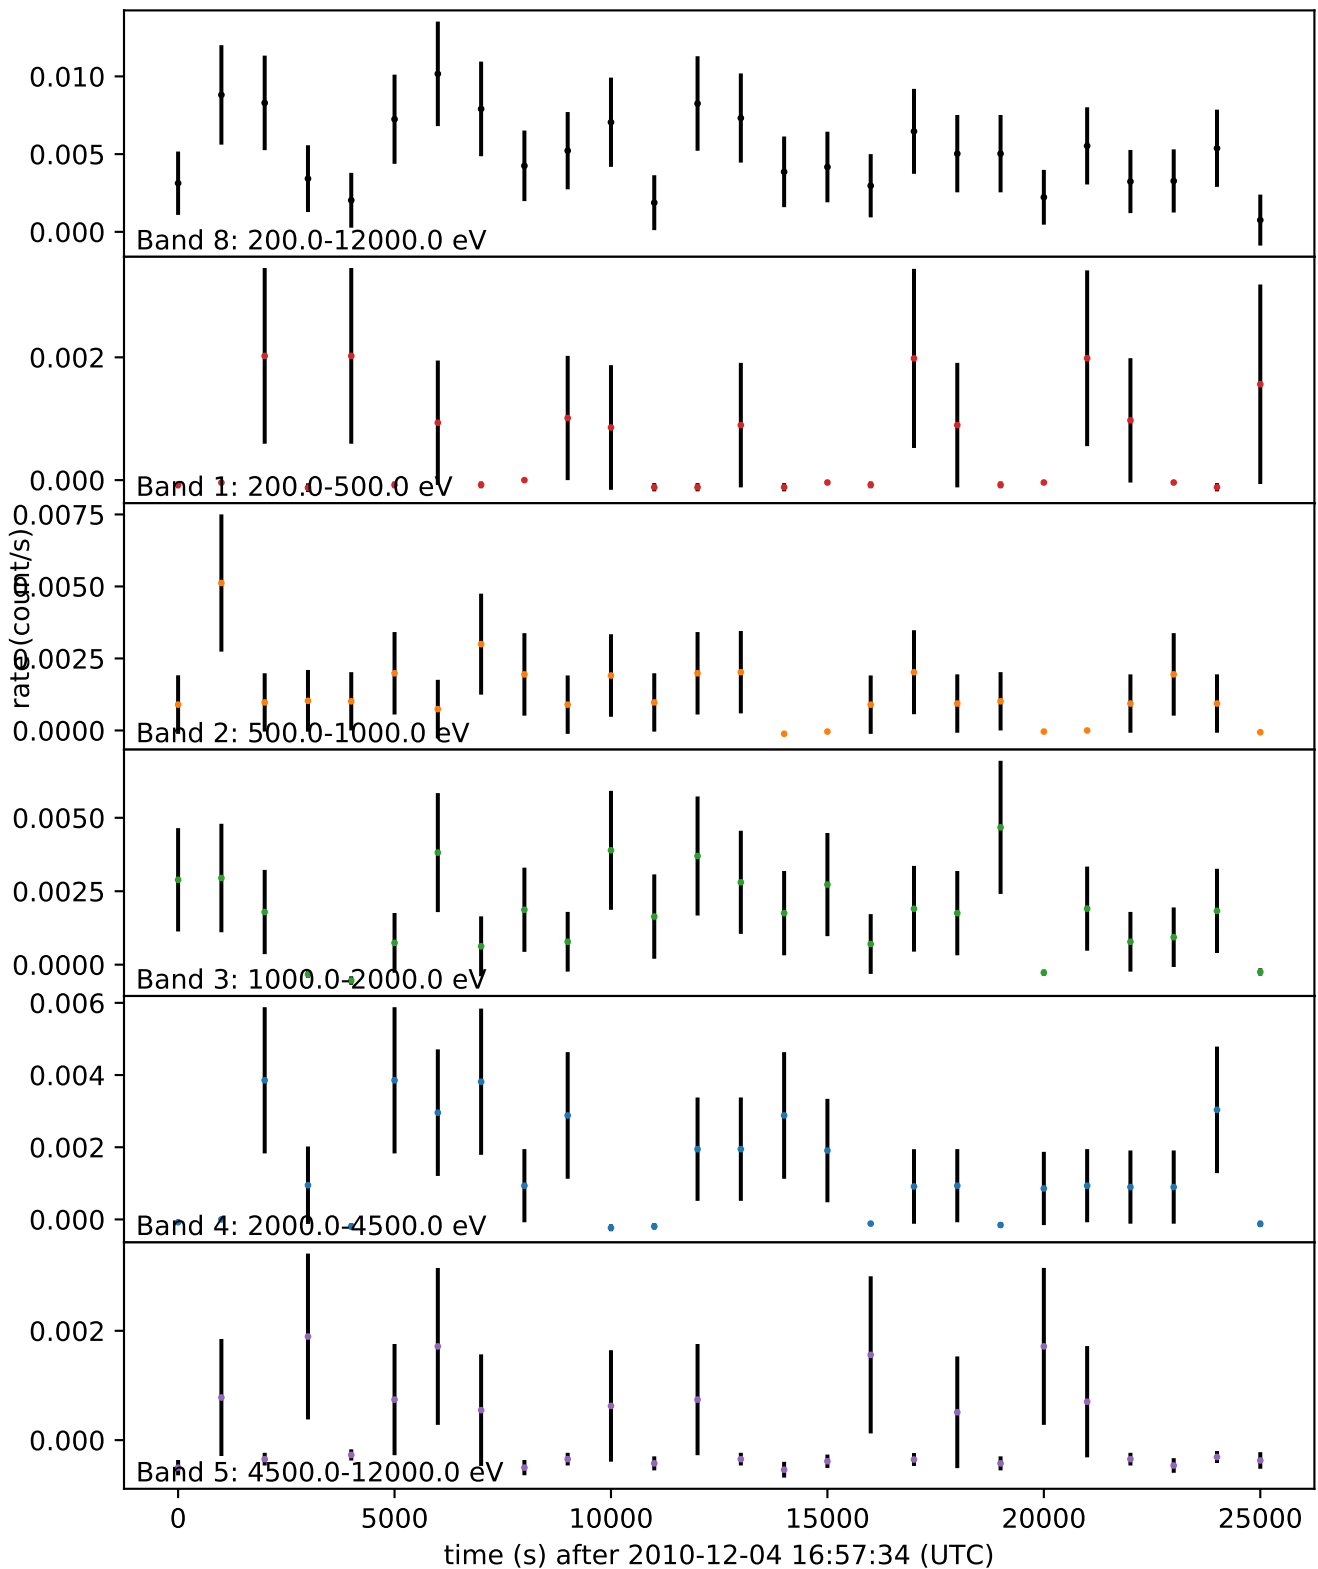 0.010
0.005
0.000
Band 8: 200.0-12000.0 eV
0.002
0.000
Band 1: 200.0-500.0 eV
rate (count/s)
0.0075
0.0050
0.0025
0.0000
Band 2: 500.0-1000.0 eV
0.0050
0.0025
0.0000
Band 3: 1000.0-2000.0 eV
0.006
0.004
0.002
0.000
Band 4: 2000.0-4500.0 eV
0.002
0.000
Band 5: 4500.0-12000.0 eV
0 5000 10000 15000 20000 25000
time (s) after 2010-12-04 16:57:34 (UTC)